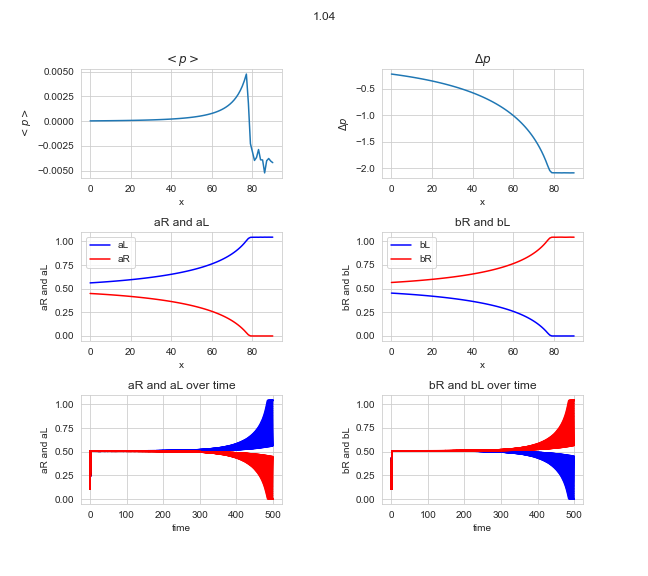 1.04
< p >
Δp
0.0050
0.0025
0.0000
−0.0025
−0.0050
< p >
0 20 40 60 80
x
−0.5
−1.0
−1.5
−2.0
Δp
0 20 40 60 80
x
aR and aL
bR and bL
1.00
0.75
0.50
0.25
0.00
aR and aL
aL
aR
0 20 40 60 80
x
1.00
0.75
0.50
0.25
0.00
bR and bL
bL
bR
0 20 40 60 80
x
aR and aL over time
bR and bL over time
1.00
0.75
0.50
0.25
0.00
aR and aL
0 100 200 300 400 500
time
1.00
0.75
0.50
0.25
0.00
bR and bL
0 100 200 300 400 500
time